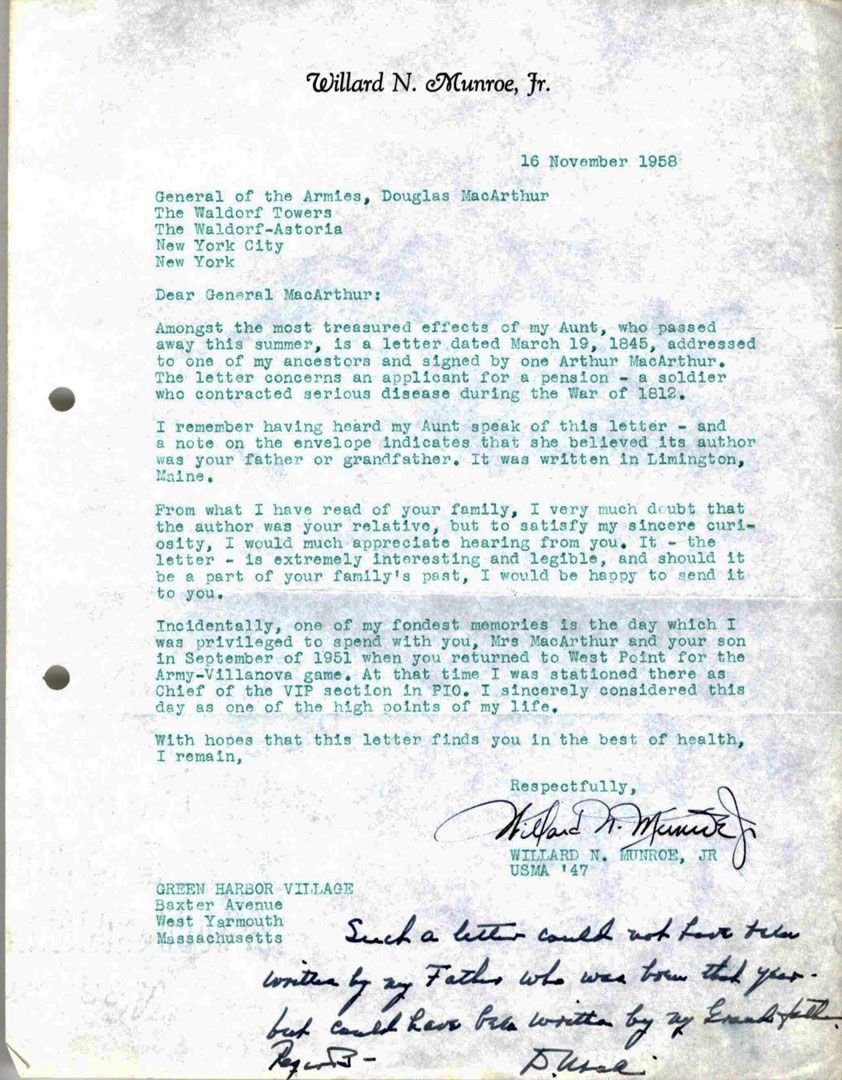 Willard N. Munroe, Jr.
16 November 1958
General of the Armies, Douglas MacArthur
The Waldorf Towers
The Waldorf-Astoria
New York City
New York
Dear General MacArthur:
Amongst the most treasured effects of my Aunt, who passed
away this summer, is a letter dated March 19, 1845, addressed
to one of my ancestors and signed by one Arthur MacArthur.
The letter concerns an applicant for a pension - a soldier
who contracted serious disease during the War of 1812.
I remember having heard my Aunt speak of this letter - and
a note on the envelope indicates that she believed its author
was your father or grandfather. It was written in Limington,
Maine.
From what I have read of your family, I very much doubt that
the author was your relative, but to satisfy my sincere curi-
osity, I would much appreciate hearing from you. It - the
letter - is extremely interesting and legible, and should it
be a part of your family's past, I would be happy to send it
to you.
Incidentally, one of my fondest memories is the day which I
was privileged to spend with you, Mrs MacArthur and your son
in September of 1951 when you returned to West Point for the
Army-Villanova game. At that time I was stationed there as
Chief of the VIP section in PIO. I sincerely considered this
day as one of the high points of my life.
With hopes that this letter finds you in the best of health,
I remain,
Respectfully,
Willard N. Munroe Jr
WILLARD N. MUNROE, JR
USMA '47
GREEN HARBOR VILLAGE
Baxter Avenue
West Yarmouth
Massachusetts
Such a letter could not have been
written by my Father who was born that year -
but could have been written by my Grandfather.